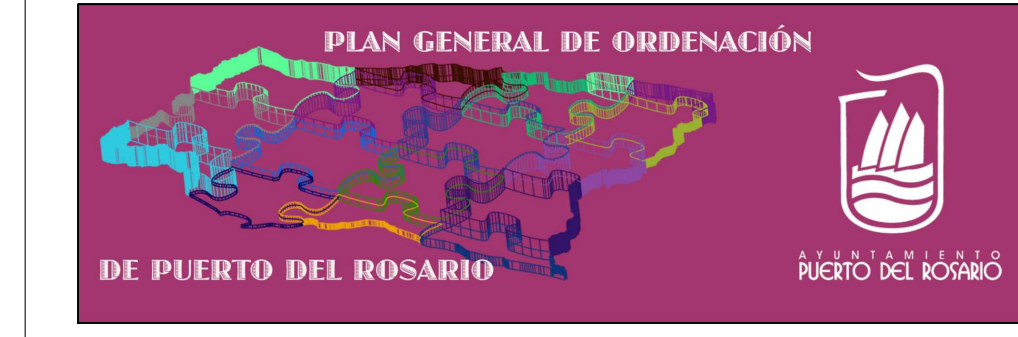 PLAN GENERAL DE ORDENACIÓN
DE PUERTO DEL ROSARIO
AYUNTAMIENTO
PUERTO DEL ROSARIO